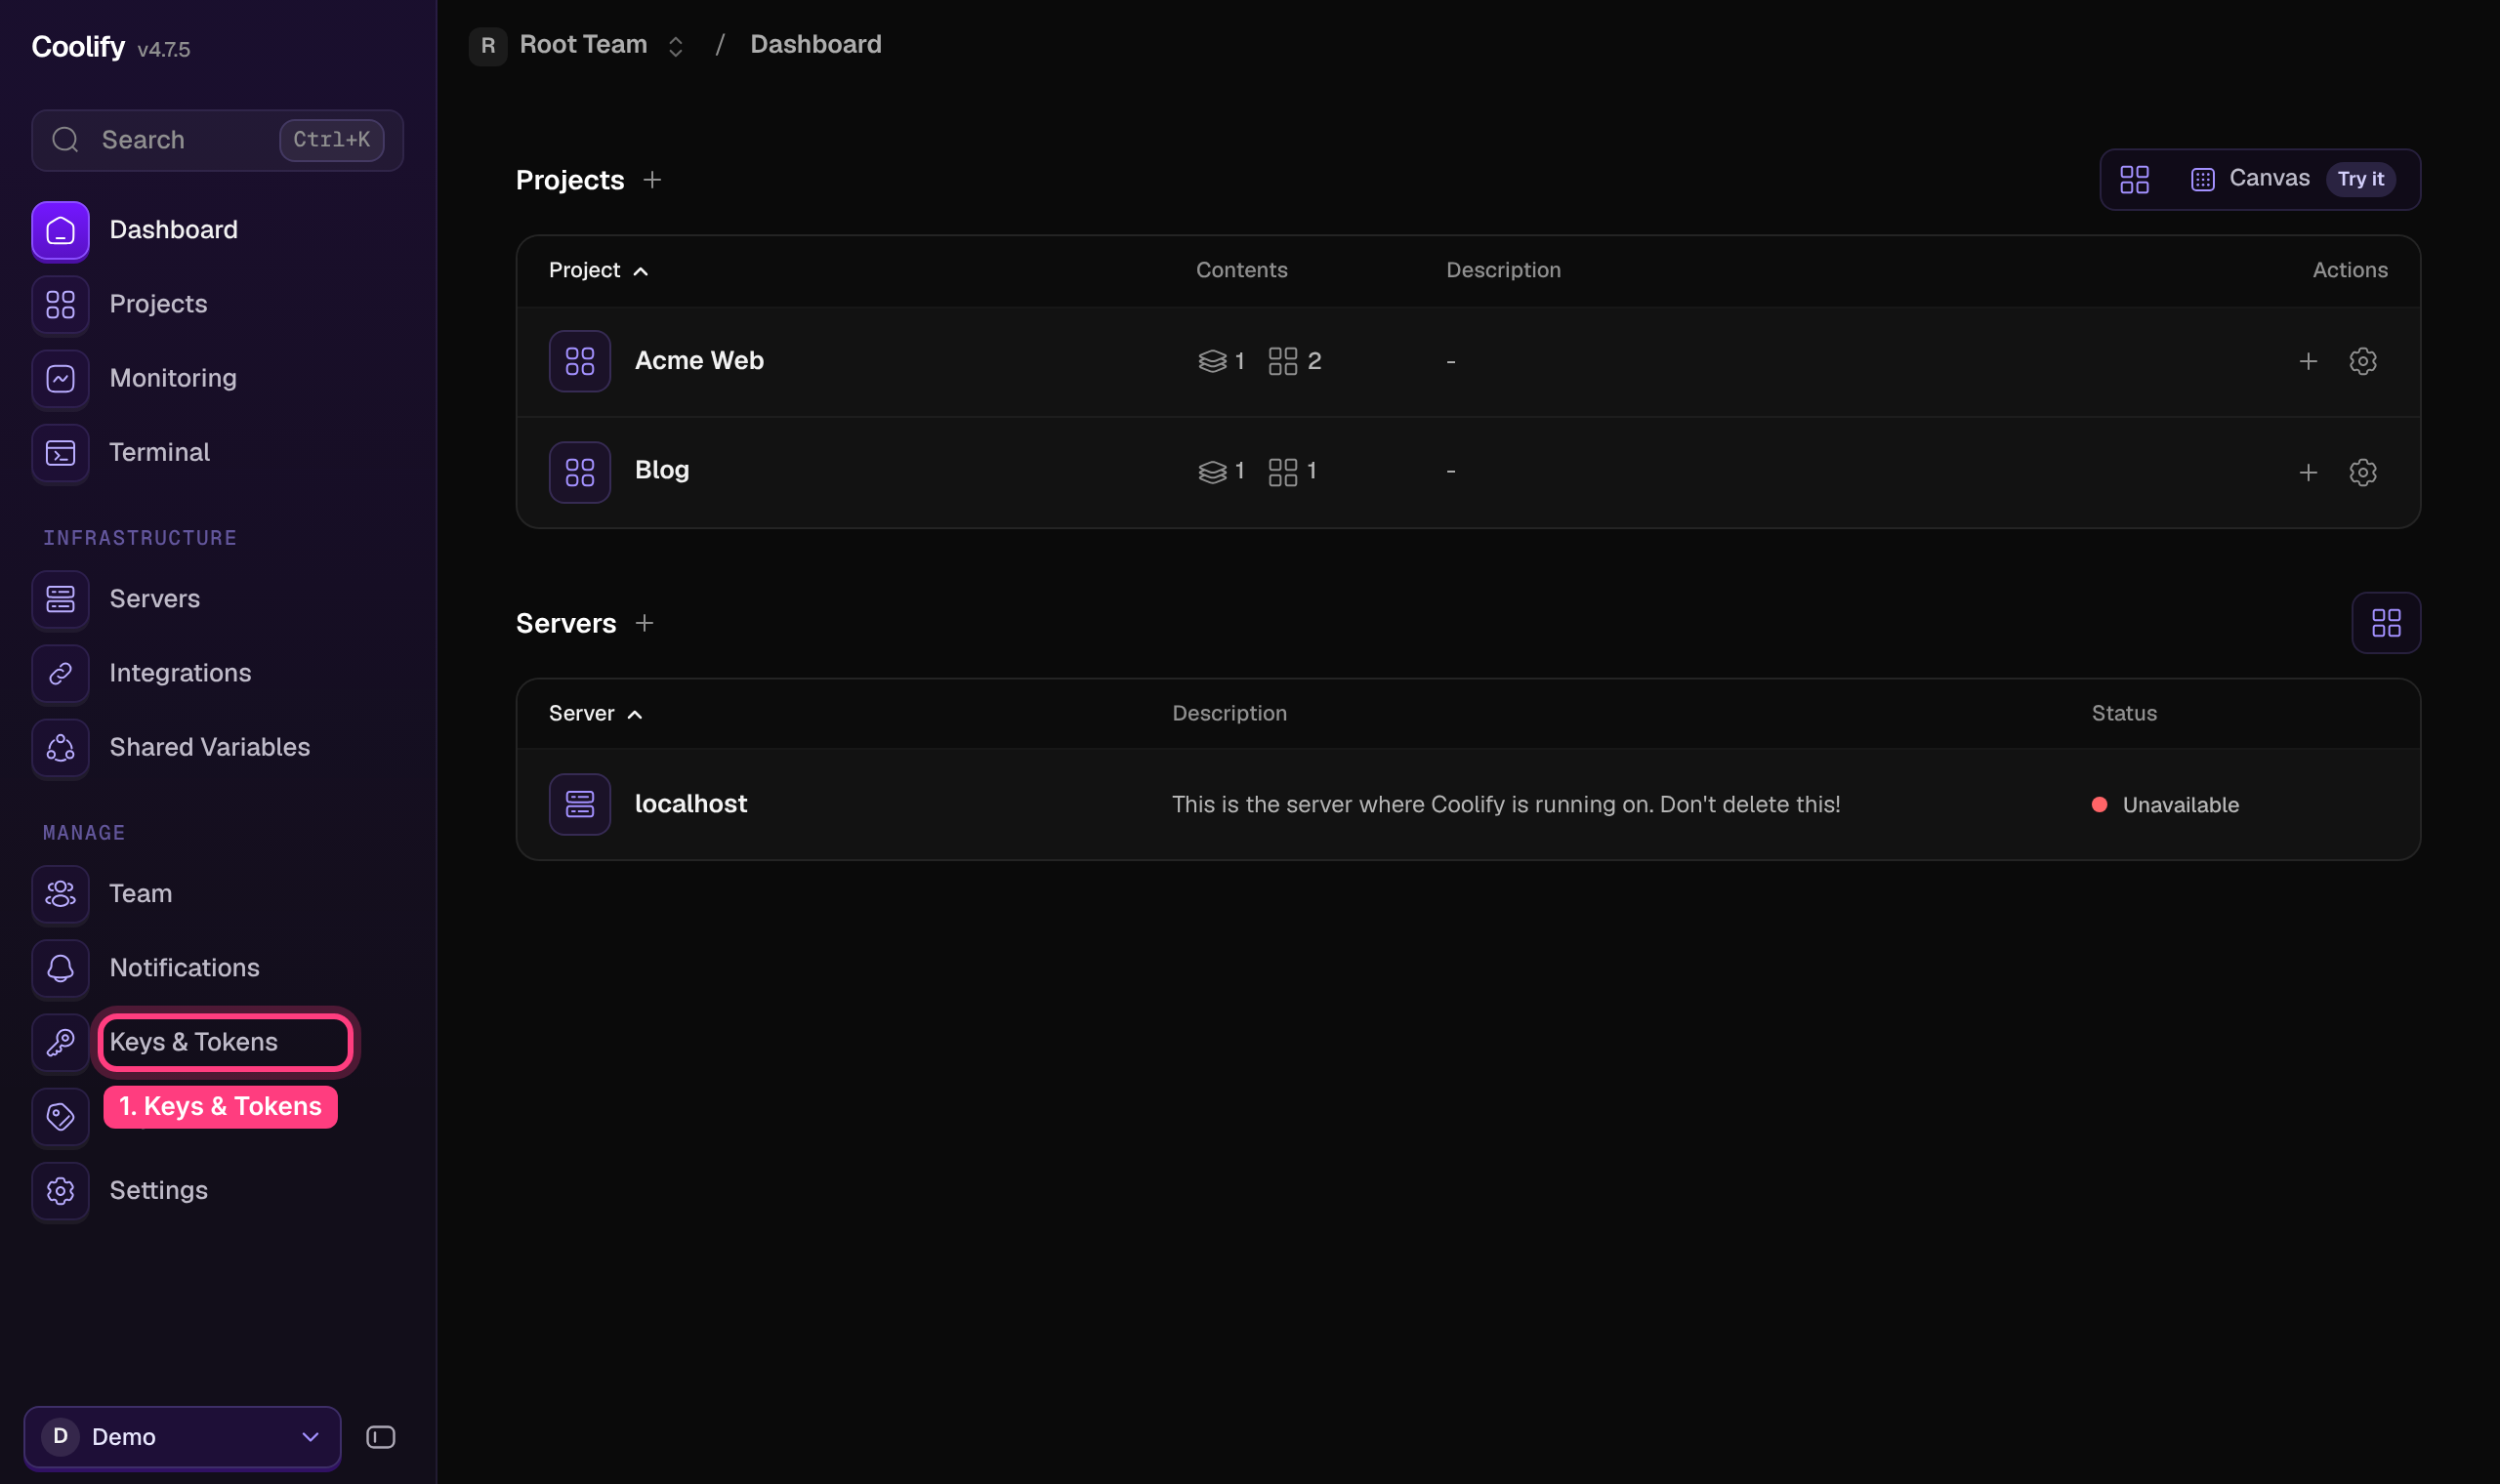 Coolify v4.7.5
Search Ctrl+K
Dashboard
Projects
Monitoring
Terminal
INFRASTRUCTURE
Servers
Integrations
Shared Variables
MANAGE
Team
Notifications
Keys & Tokens
1. Keys & Tokens
Settings
D Demo
R Root Team / Dashboard
Projects +
Canvas Try it
Project Contents Description Actions
Acme Web 1 2 -
Blog 1 1 -
Servers +
Server Description Status
localhost This is the server where Coolify is running on. Don't delete this! Unavailable